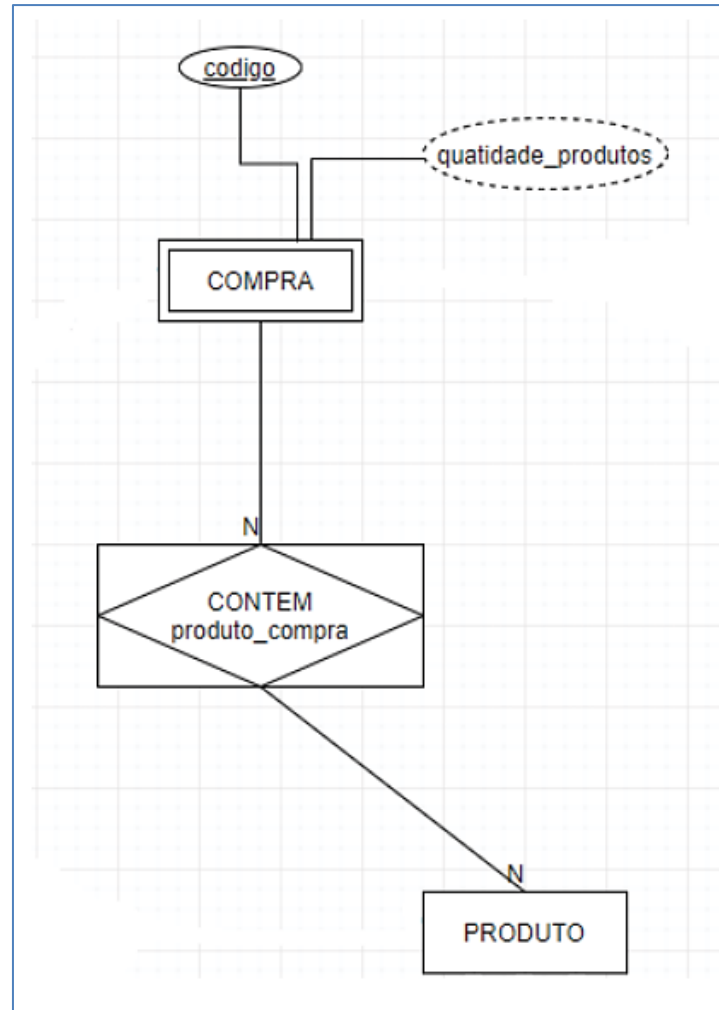 codigo
quatidade_produtos
COMPRA
N
CONTEM
produto_compra
N
PRODUTO